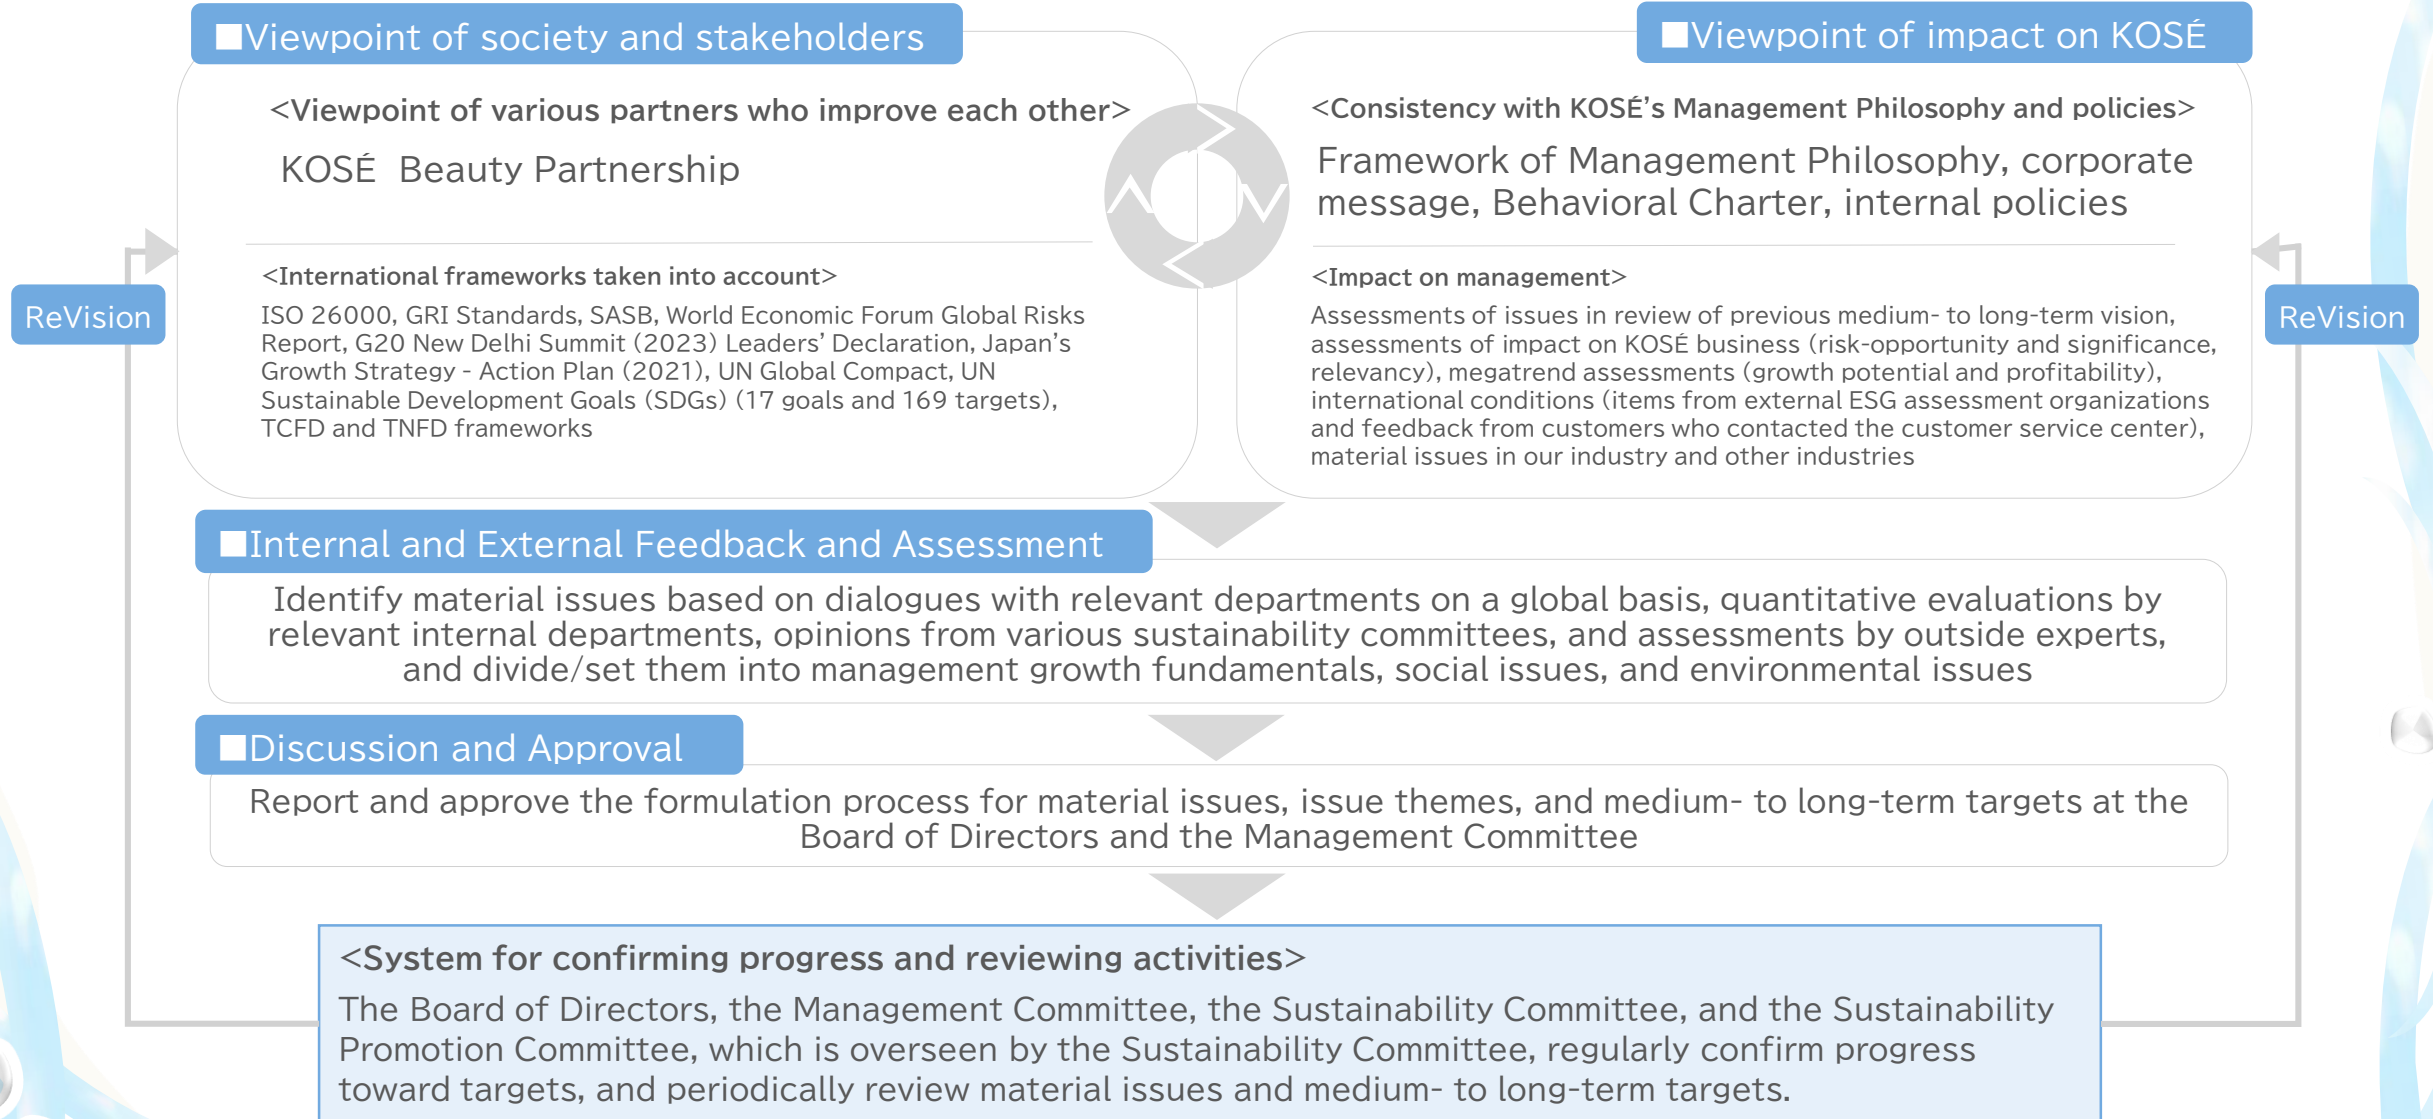 ■Viewpoint of society and stakeholders
<Viewpoint of various partners who improve each other>
KOSÉ Beauty Partnership
<International frameworks taken into account>
ISO 26000, GRI Standards, SASB, World Economic Forum Global Risks
Report, G20 New Delhi Summit (2023) Leaders’ Declaration, Japan’s
Growth Strategy - Action Plan (2021), UN Global Compact, UN
Sustainable Development Goals (SDGs) (17 goals and 169 targets),
TCFD and TNFD frameworks
■Viewpoint of impact on KOSÉ
<Consistency with KOSÉ’s Management Philosophy and policies>
Framework of Management Philosophy, corporate
message, Behavioral Charter, internal policies
<Impact on management>
Assessments of issues in review of previous medium- to long-term vision,
assessments of impact on KOSÉ business (risk-opportunity and significance,
relevancy), megatrend assessments (growth potential and profitability),
international conditions (items from external ESG assessment organizations
and feedback from customers who contacted the customer service center),
material issues in our industry and other industries
ReVision
ReVision
■Internal and External Feedback and Assessment
Identify material issues based on dialogues with relevant departments on a global basis, quantitative evaluations by
relevant internal departments, opinions from various sustainability committees, and assessments by outside experts,
and divide/set them into management growth fundamentals, social issues, and environmental issues
■Discussion and Approval
Report and approve the formulation process for material issues, issue themes, and medium- to long-term targets at the
Board of Directors and the Management Committee
<System for confirming progress and reviewing activities>
The Board of Directors, the Management Committee, the Sustainability Committee, and the Sustainability
Promotion Committee, which is overseen by the Sustainability Committee, regularly confirm progress
toward targets, and periodically review material issues and medium- to long-term targets.